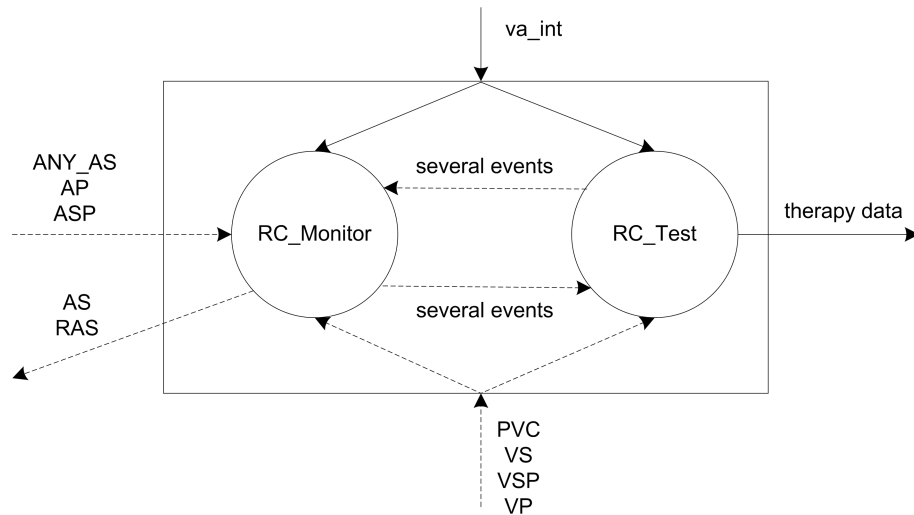 va_int
ANY_AS
AP
ASP
several events
RC_Monitor
RC_Test
therapy data
AS
RAS
several events
PVC
VS
VSP
VP